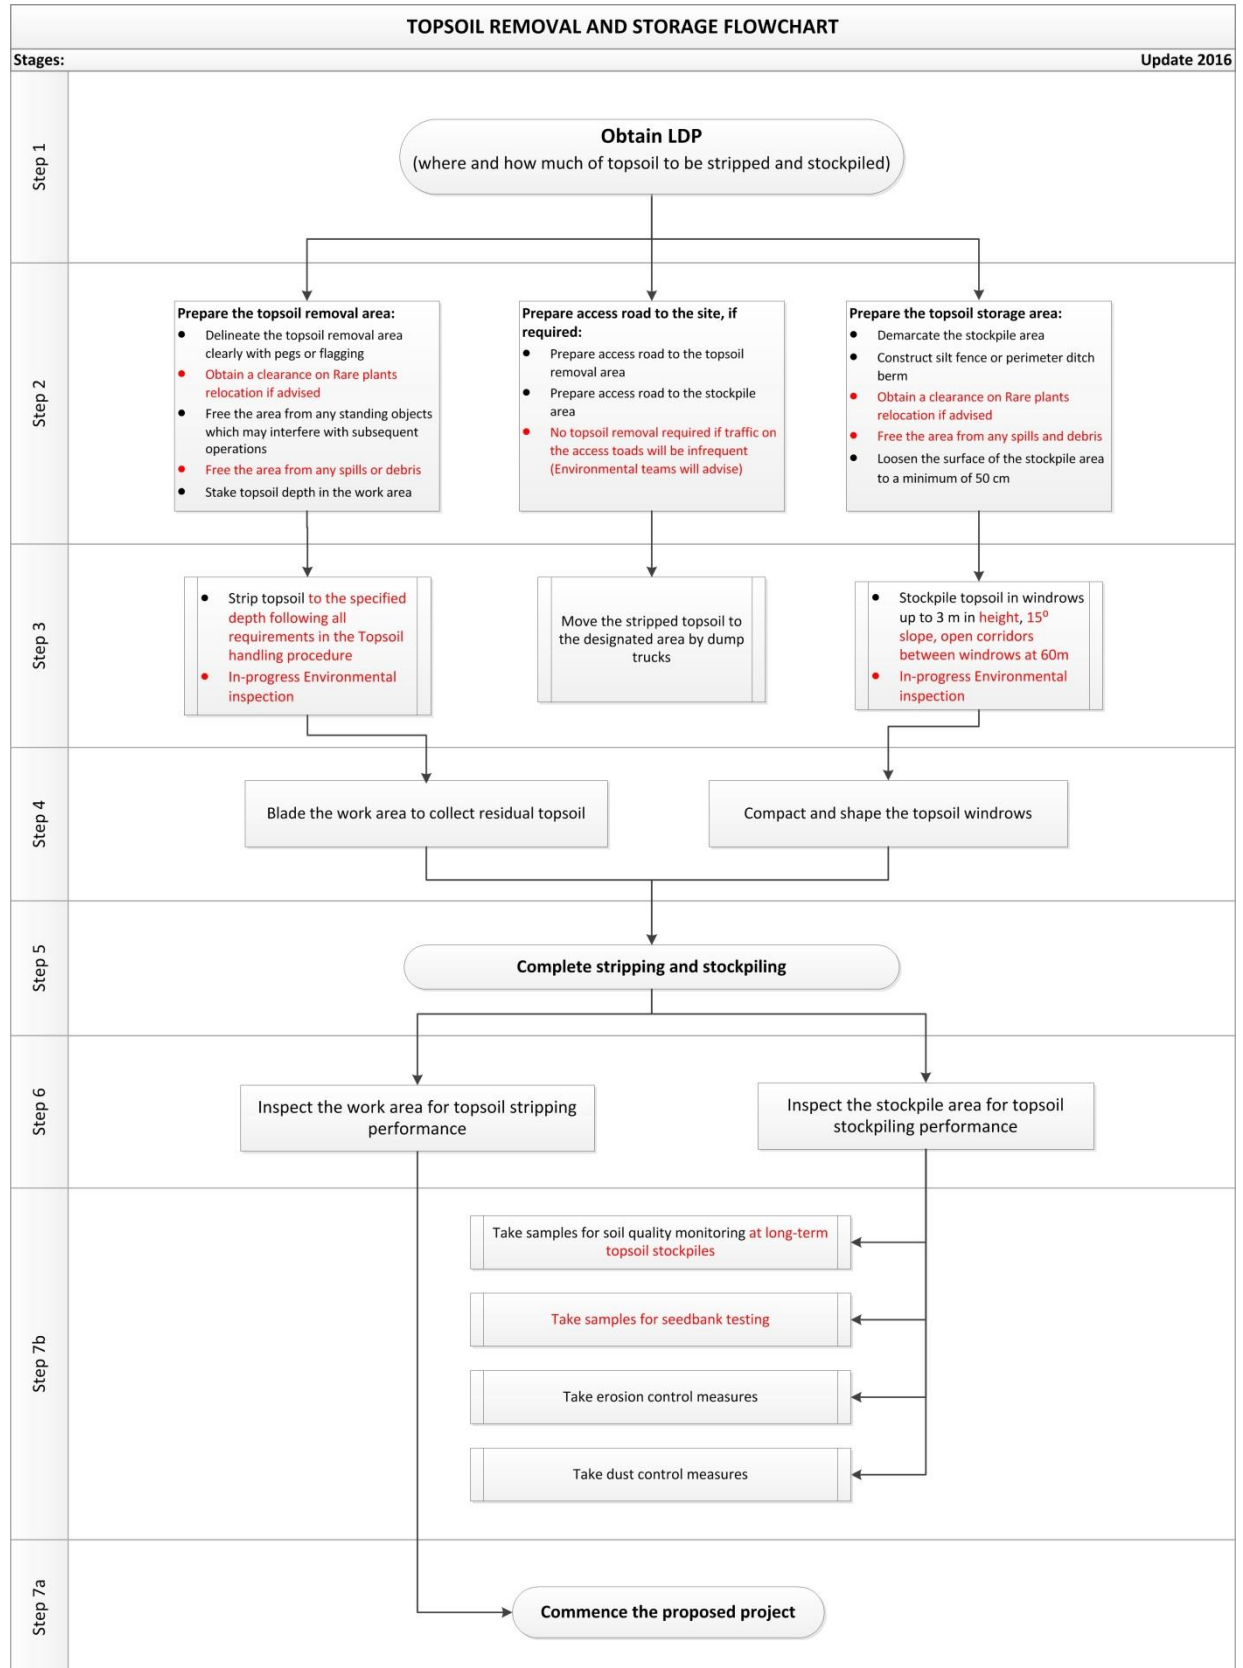 TOPSOIL REMOVAL AND STORAGE FLOWCHART
Stages:
Update 2016
Step 1
Obtain LDP
(where and how much of topsoil to be stripped and stockpiled)
Step 2
Prepare the topsoil removal area:
● Delineate the topsoil removal area
clearly with pegs or flagging
● Obtain a clearance on Rare plants
relocation if advised
● Free the area from any standing objects
which may interfere with subsequent
operations
● Free the area from any spills or debris
● Stake topsoil depth in the work area
Prepare access road to the site, if
required:
● Prepare access road to the topsoil
removal area
● Prepare access road to the stockpile
area
● No topsoil removal required if traffic on
the access toads will be infrequent
(Environmental teams will advise)
Prepare the topsoil storage area:
● Demarcate the stockpile area
● Construct silt fence or perimeter ditch
berm
● Obtain a clearance on Rare plants
relocation if advised
● Free the area from any spills and debris
● Loosen the surface of the stockpile area
to a minimum of 50 cm
Step 3
● Strip topsoil to the specified
depth following all
requirements in the Topsoil
handling procedure
● In-progress Environmental
inspection
Move the stripped topsoil to
the designated area by dump
trucks
● Stockpile topsoil in windrows
up to 3 m in height, 15⁰
slope, open corridors
between windrows at 60m
● In-progress Environmental
inspection
Step 4
Blade the work area to collect residual topsoil
Compact and shape the topsoil windrows
Step 5
Complete stripping and stockpiling
Step 6
Inspect the work area for topsoil stripping
performance
Inspect the stockpile area for topsoil
stockpiling performance
Step 7b
Take samples for soil quality monitoring at long-term
topsoil stockpiles
Take samples for seedbank testing
Take erosion control measures
Take dust control measures
Step 7a
Commence the proposed project